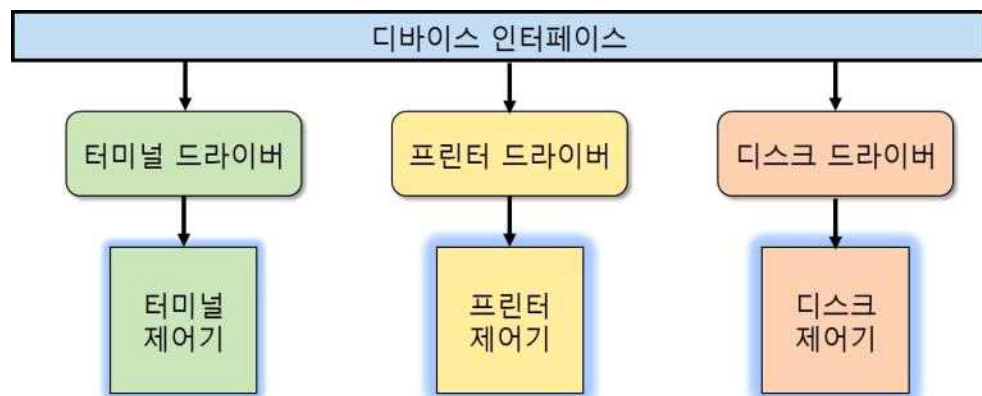 디바이스 인터페이스
터미널 드라이버
프린터 드라이버
디스크 드라이버
터미널
제어기
프린터
제어기
디스크
제어기